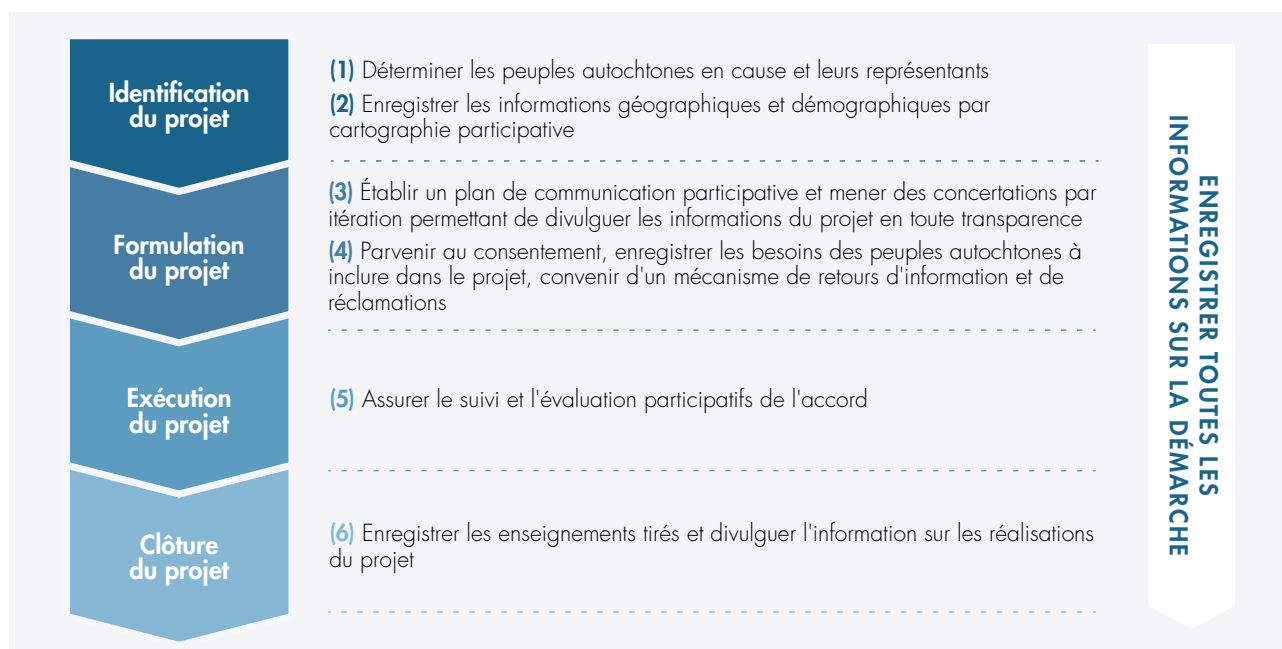 Identification
du projet
(1) Déterminer les peuples autochtones en cause et leurs représentants
(2) Enregistrer les informations géographiques et démographiques par
cartographie participative
Formulation
du projet
(3) Établir un plan de communication participative et mener des concertations par
itération permettant de divulguer les informations du projet en toute transparence
(4) Parvenir au consentement, enregistrer les besoins des peuples autochtones à
inclure dans le projet, convenir d'un mécanisme de retours d'information et de
réclamations
Exécution
du projet
(5) Assurer le suivi et l'évaluation participatifs de l'accord
Clôture
du projet
(6) Enregistrer les enseignements tirés et divulguer l'information sur les réalisations
du projet
ENREGISTRER TOUTES LES
INFORMATIONS SUR LA DÉMARCHE